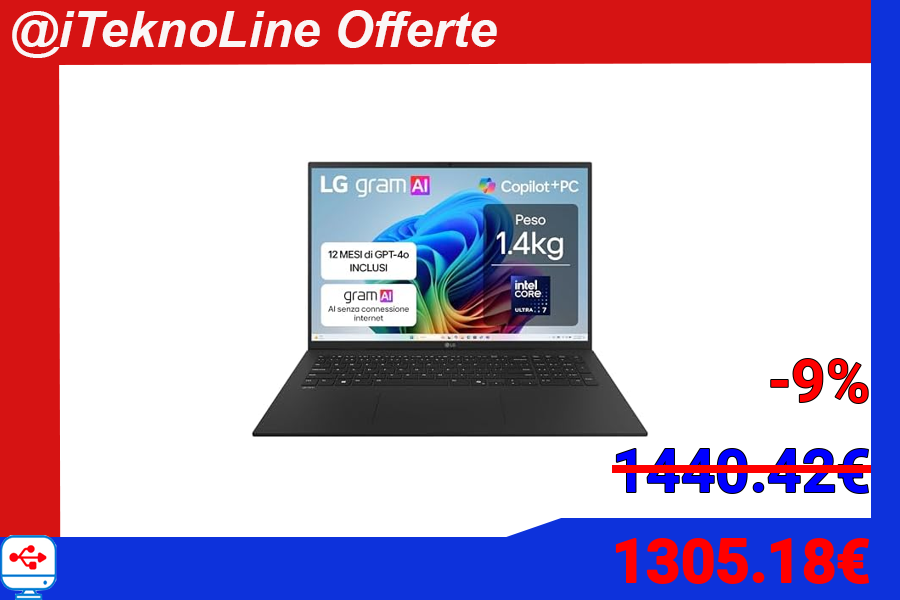 @iTeknoLine Offerte
LG gram AI
Copilot+PC
Peso
1.4kg
12 MESI di GPT-4o
INCLUSI
gram AI
AI senza connessione
internet
intel
CORE
ULTRA 7
LG
-9%
1440.42€
1305.18€